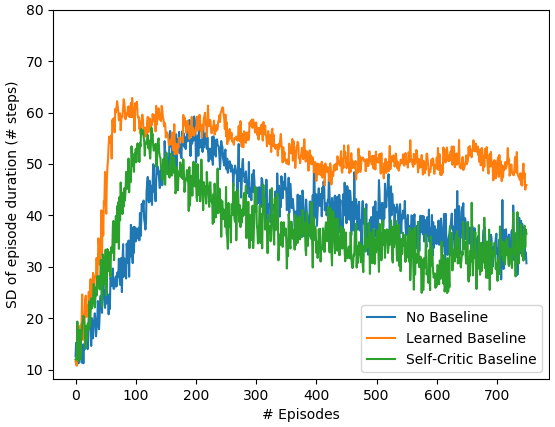 80
70
60
50
40
30
20
10
SD of episode duration (# steps)
No Baseline
Learned Baseline
Self-Critic Baseline
0 100 200 300 400 500 600 700
# Episodes